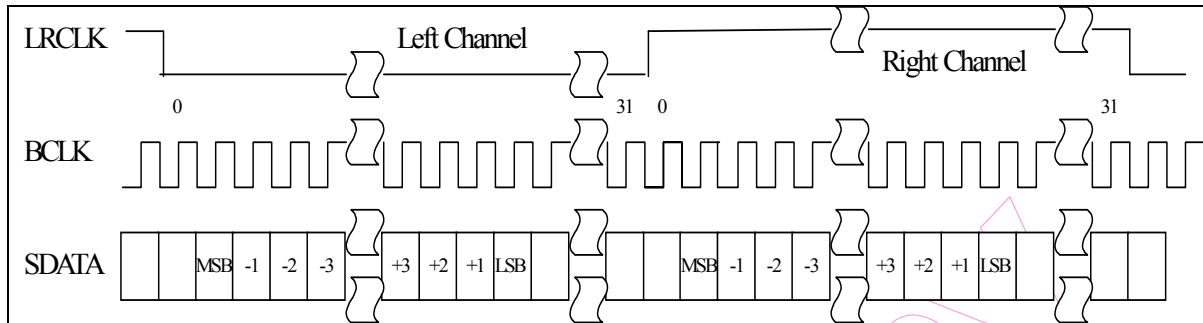 LRCLK Left Channel Right Channel
0 31 0 31
BCLK
SDATA MSB -1 -2 -3 +3 +2 +1 LSB MSB -1 -2 -3 +3 +2 +1 LSB